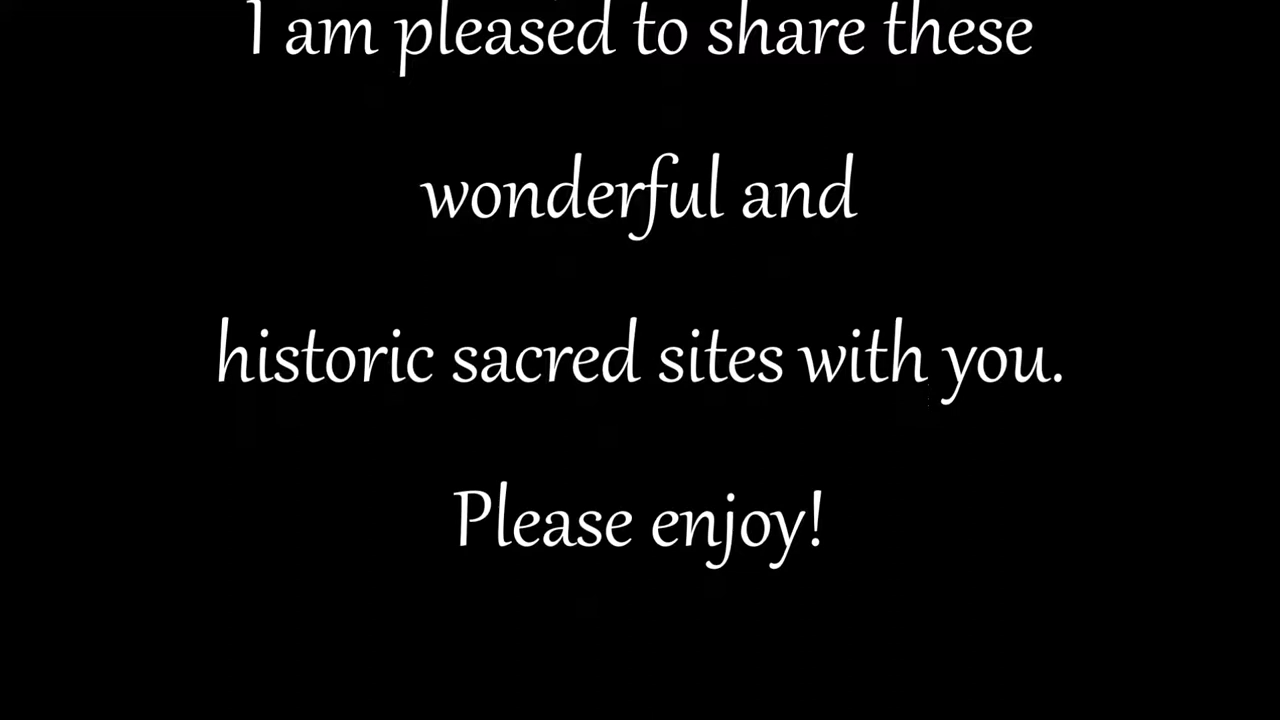 I am pleased to share these
wonderful and
historic sacred sites with you.
Please enjoy!